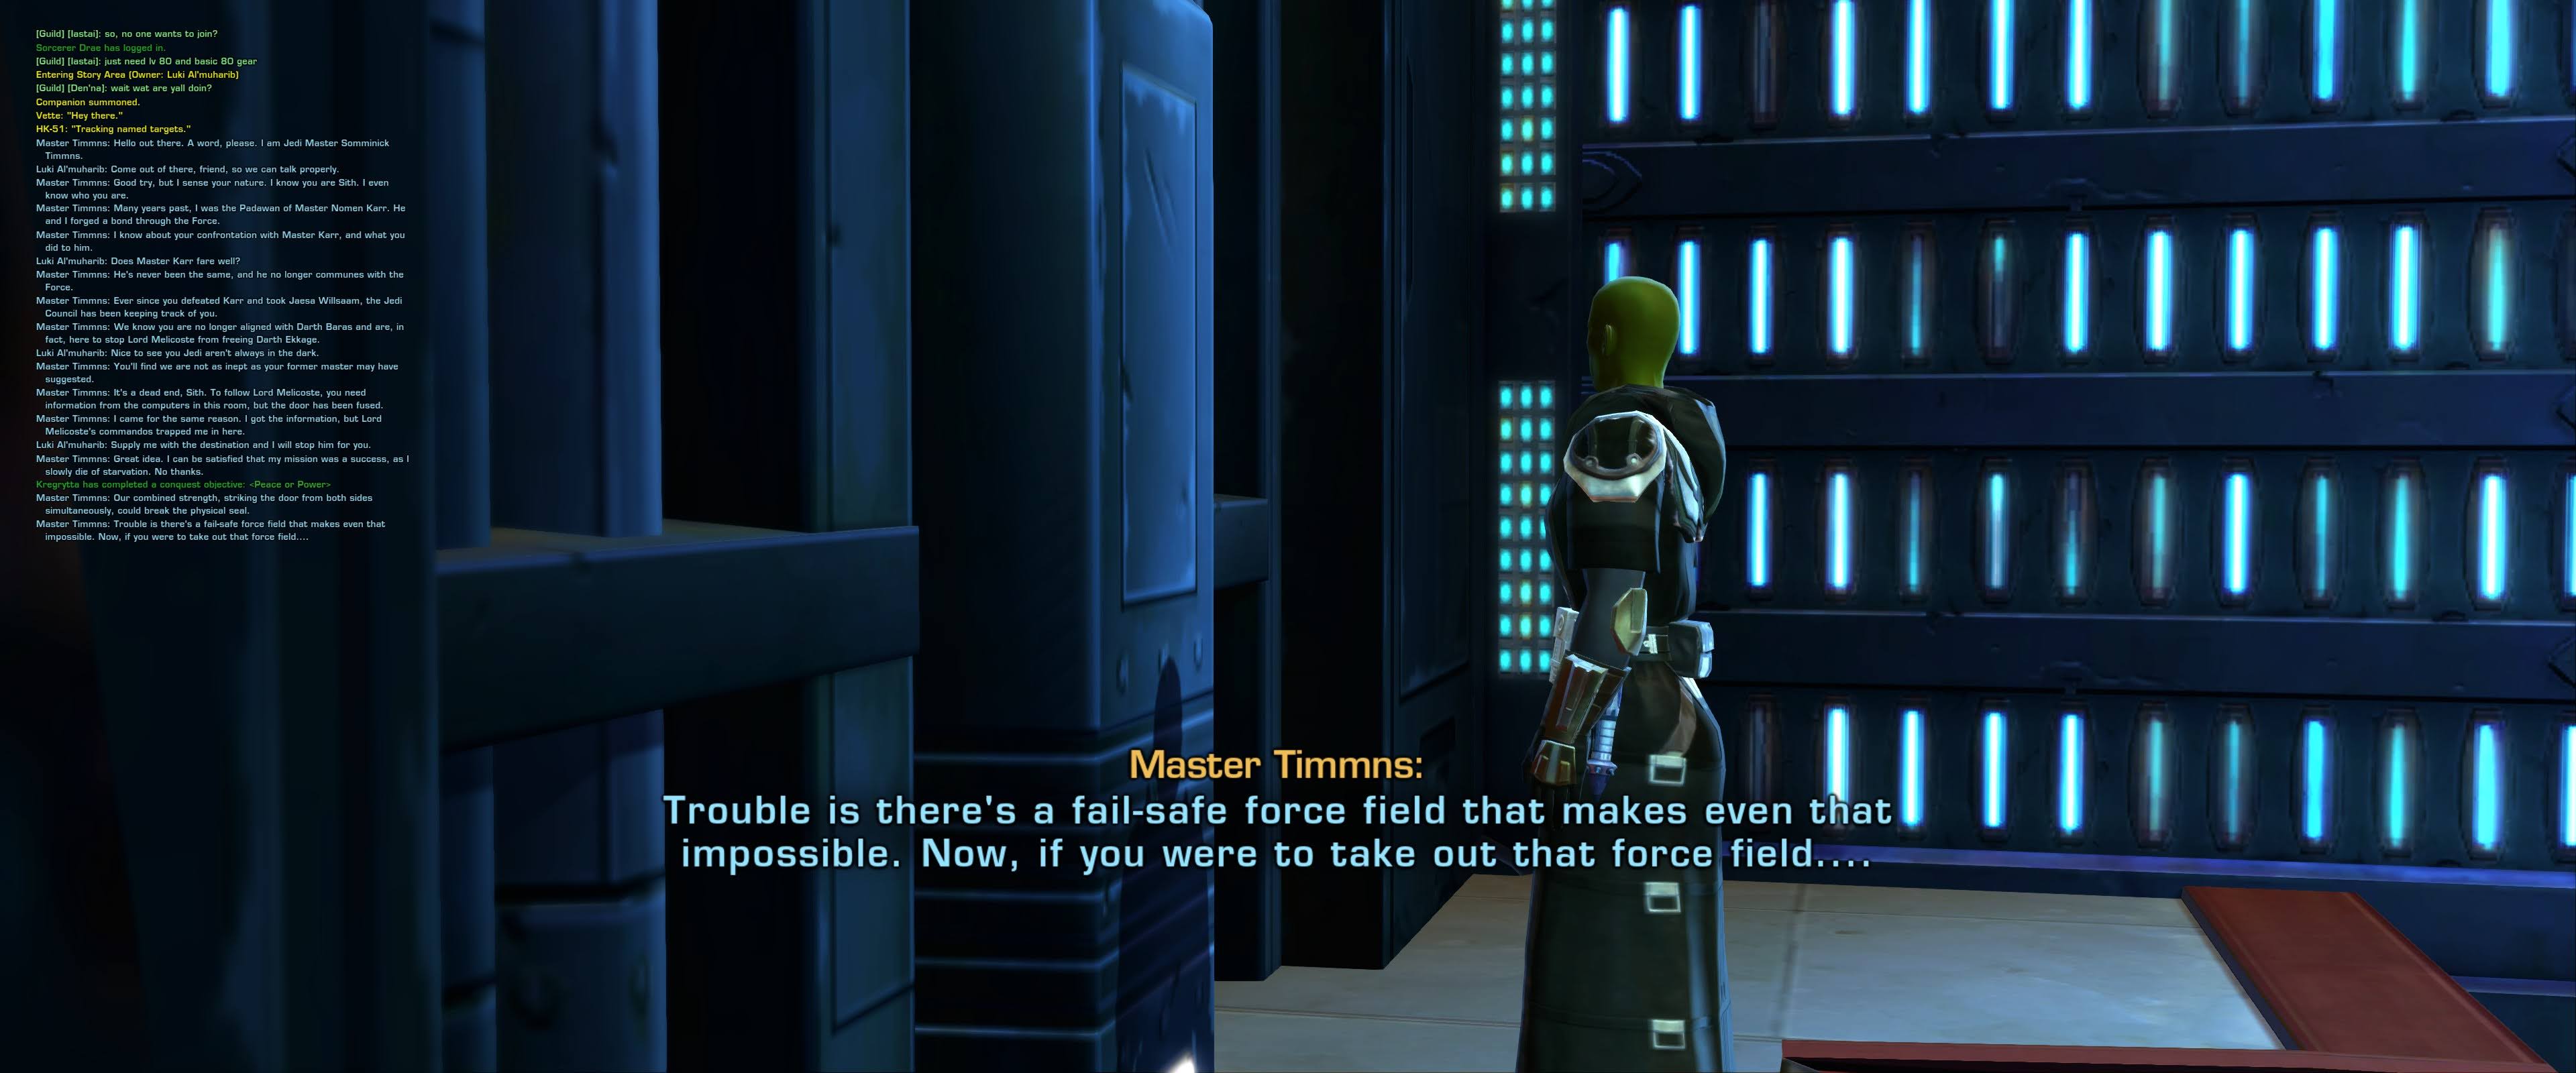 [Guild] [Iastai]: so, no one wants to join?
Sorcerer Drae has logged in.
[Guild] [Iastai]: just need lv 80 and basic 80 gear
Entering Story Area (Owner: Luki Al'muharib)
[Guild] [Den'na]: wait wat are yall doin?
Companion summoned.
Vette: "Hey there."
HK-51: "Tracking named targets."
Master Timmns: Hello out there. A word, please. I am Jedi Master Somminick
Timmns.
Luki Al'muharib: Come out of there, friend, so we can talk properly.
Master Timmns: Good try, but I sense your nature. I know you are Sith. I even
know who you are.
Master Timmns: Many years past, I was the Padawan of Master Nomen Karr. He
and I forged a bond through the Force.
Master Timmns: I know about your confrontation with Master Karr, and what you
did to him.
Luki Al'muharib: Does Master Karr fare well?
Master Timmns: He's never been the same, and he no longer communes with the
Force.
Master Timmns: Ever since you defeated Karr and took Jaesa Willsaam, the Jedi
Council has been keeping track of you.
Master Timmns: We know you are no longer aligned with Darth Baras and are, in
fact, here to stop Lord Melicoste from freeing Darth Ekkage.
Luki Al'muharib: Nice to see you Jedi aren't always in the dark.
Master Timmns: You'll find we are not as inept as your former master may have
suggested.
Master Timmns: It's a dead end, Sith. To follow Lord Melicoste, you need
information from the computers in this room, but the door has been fused.
Master Timmns: I came for the same reason. I got the information, but Lord
Melicoste's commandos trapped me in here.
Luki Al'muharib: Supply me with the destination and I will stop him for you.
Master Timmns: Great idea. I can be satisfied that my mission was a success, as I
slowly die of starvation. No thanks.
Kregrytta has completed a conquest objective: <Peace or Power>
Master Timmns: Our combined strength, striking the door from both sides
simultaneously, could break the physical seal.
Master Timmns: Trouble is there's a fail-safe force field that makes even that
impossible. Now, if you were to take out that force field....
Master Timmns:
Trouble is there's a fail-safe force field that makes even that
impossible. Now, if you were to take out that force field....